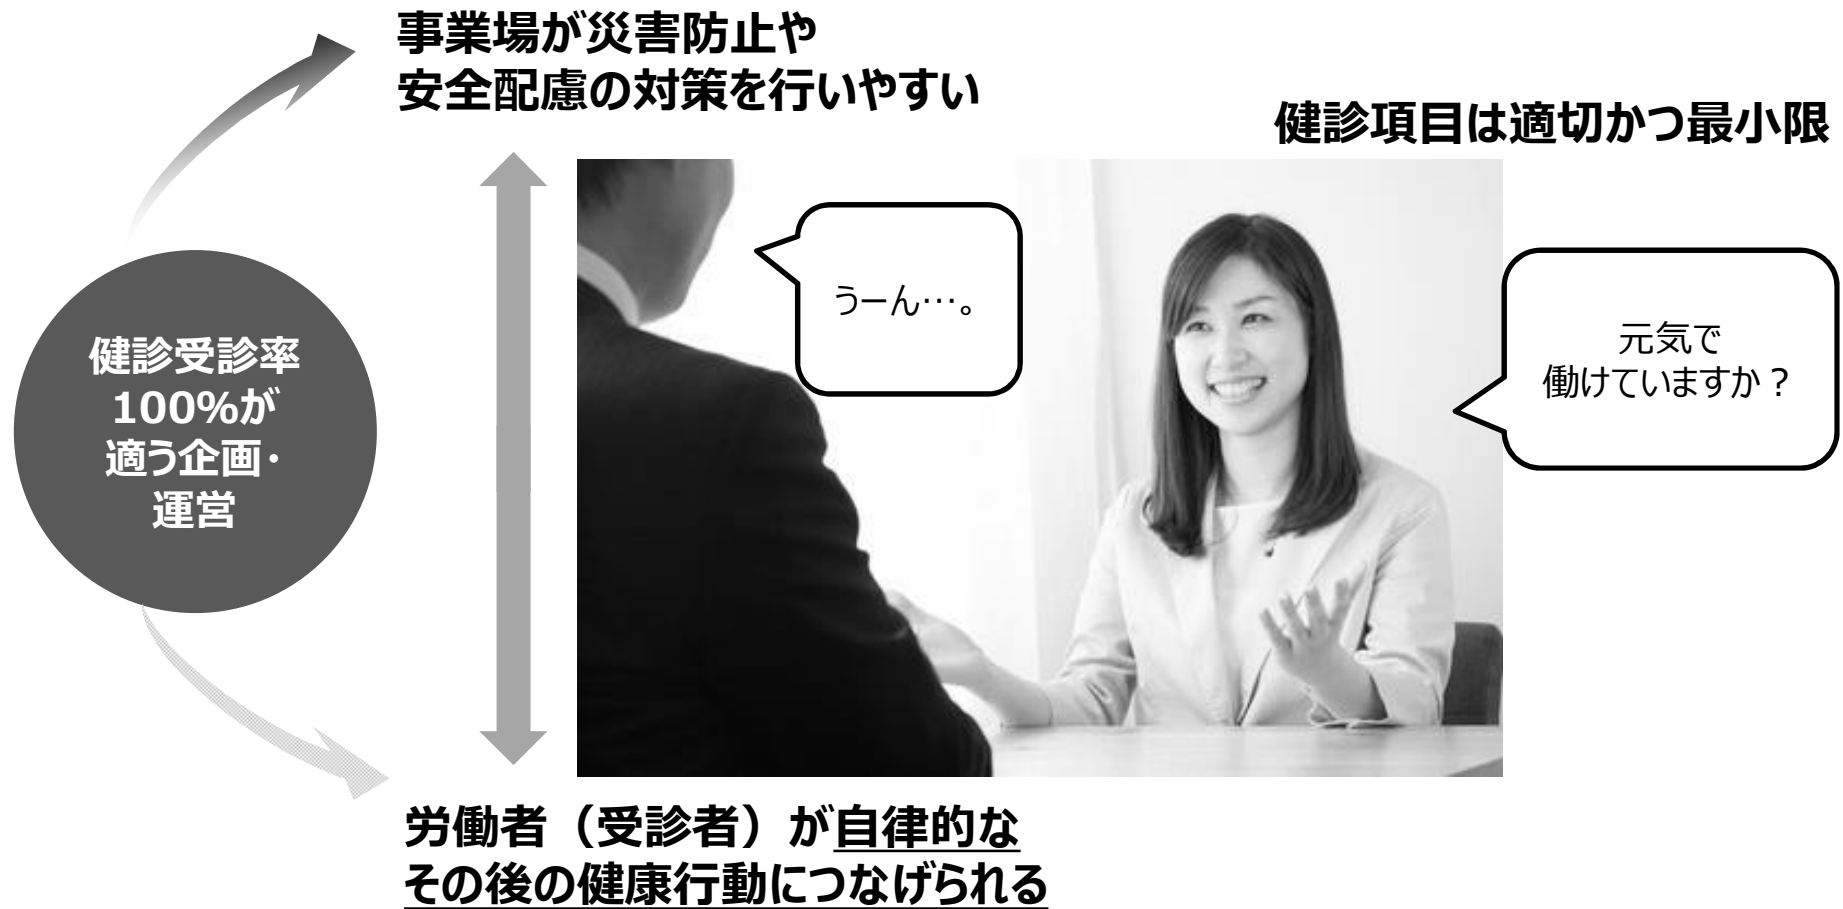 事業場が災害防止や
安全配慮の対策を行いやすい
健診項目は適切かつ最小限
うーん…。
元気で
働けていますか？
健診受診率
100%が
適う企画・
運営
労働者（受診者）が自律的な
その後の健康行動につなげられる